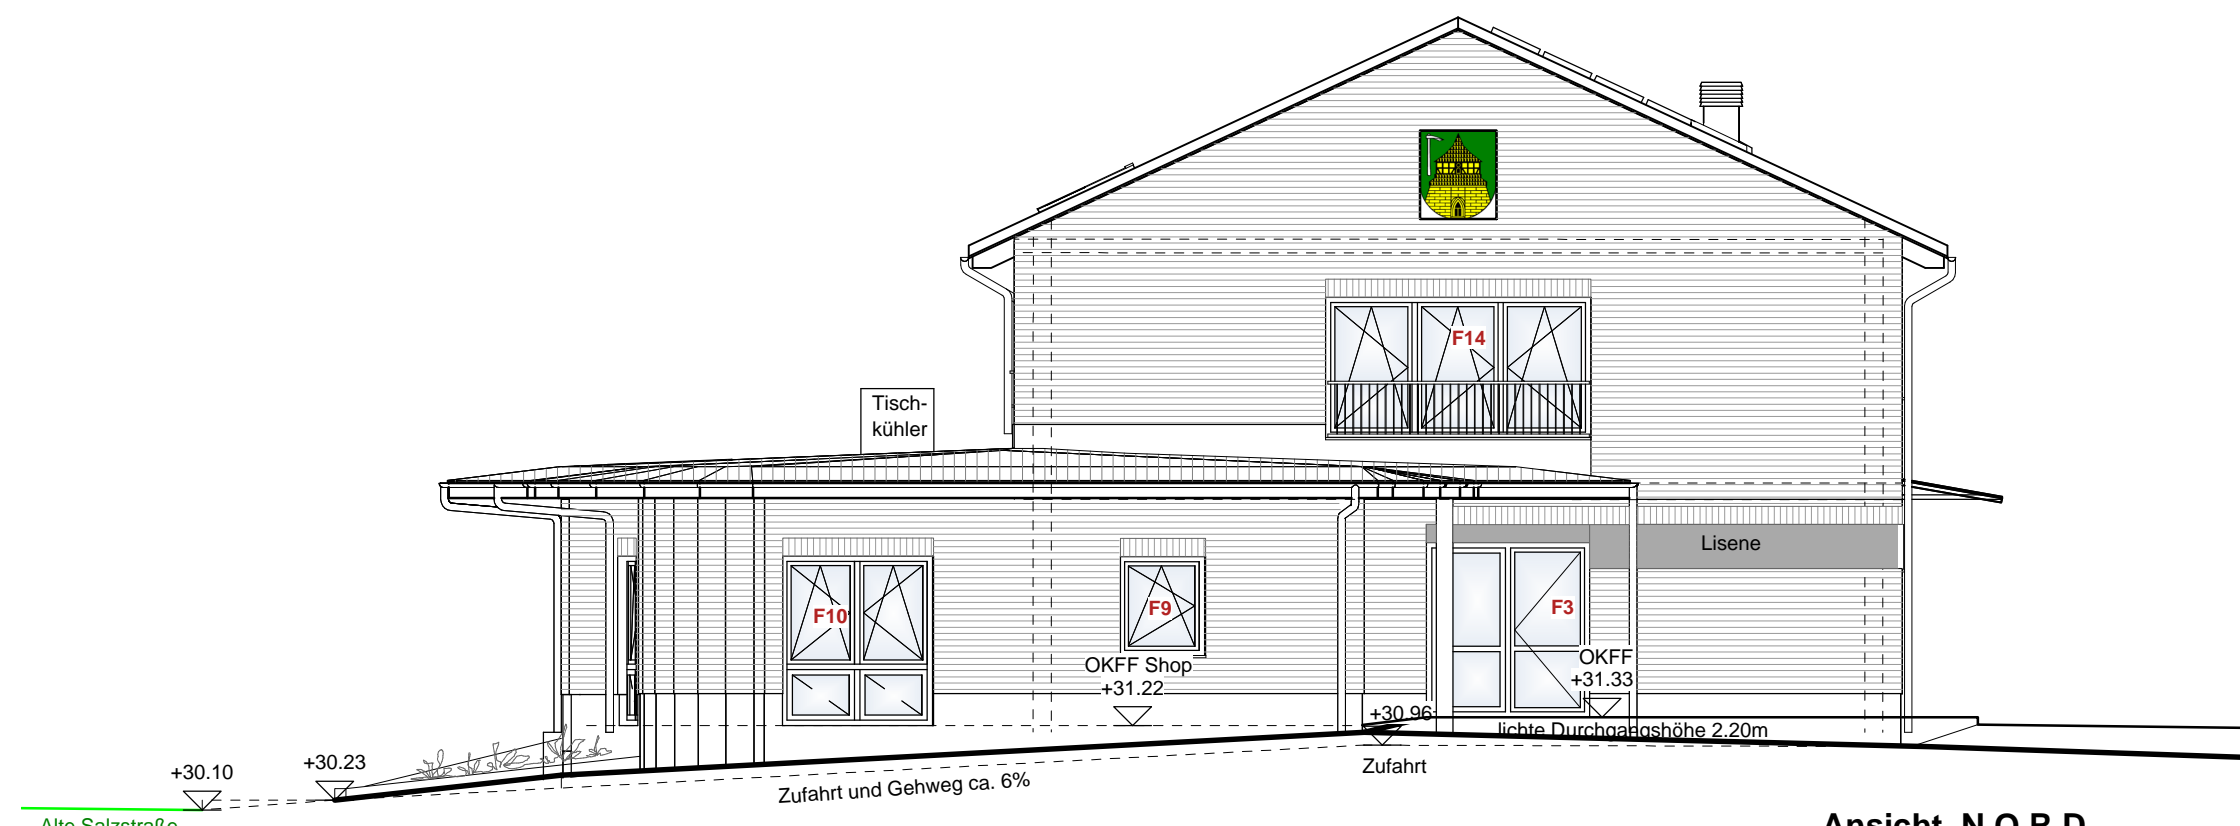 F14
Tisch-
kühler
Lisene
F10
F9
F3
OKFF Shop
+31.22
OKFF
+31.33
+30.96
lichte Durchgangshöhe 2.20m
+30.10
+30.23
Zufahrt
Zufahrt und Gehweg ca. 6%
Alte Salzstraße
Ansicht N O R D